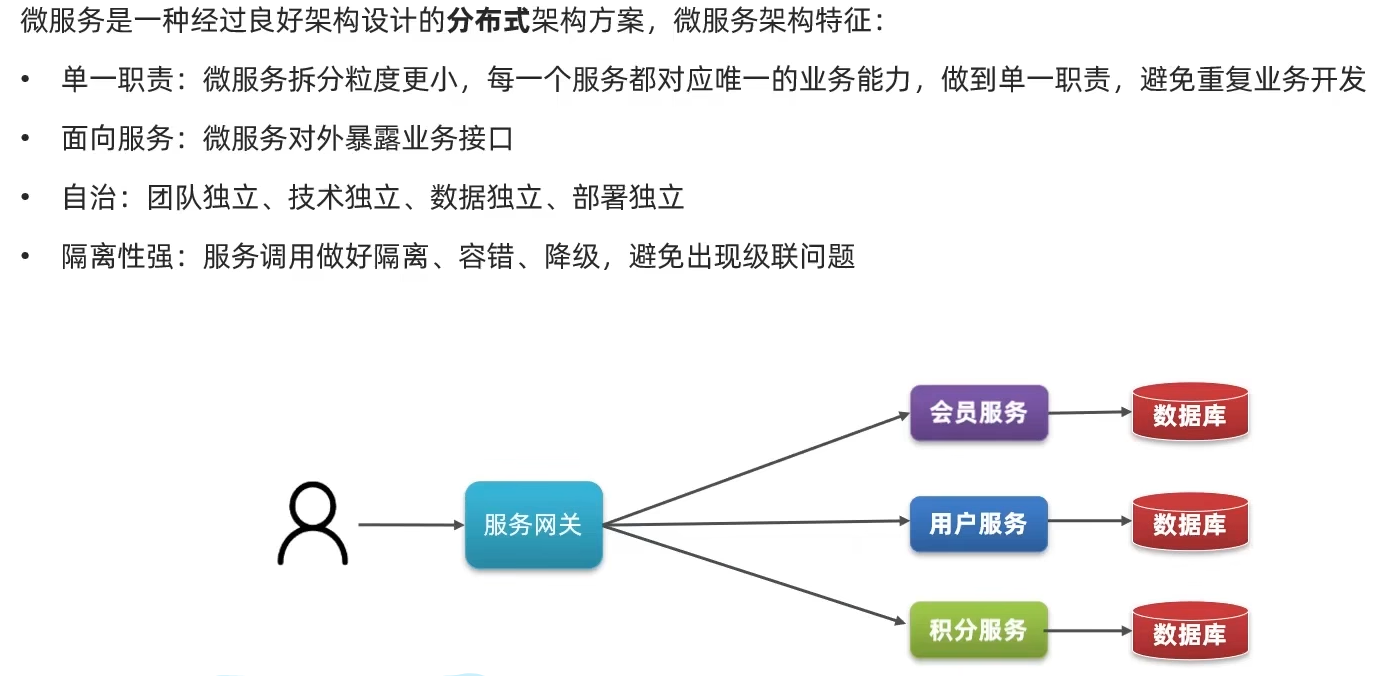 微服务是一种经过良好架构设计的分布式架构方案，微服务架构特征：
• 单一职责：微服务拆分粒度更小，每一个服务都对应唯一的业务能力，做到单一职责，避免重复业务开发
• 面向服务：微服务对外暴露业务接口
• 自治：团队独立、技术独立、数据独立、部署独立
• 隔离性强：服务调用做好隔离、容错、降级，避免出现级联问题
会员服务
数据库
服务网关
用户服务
数据库
积分服务
数据库